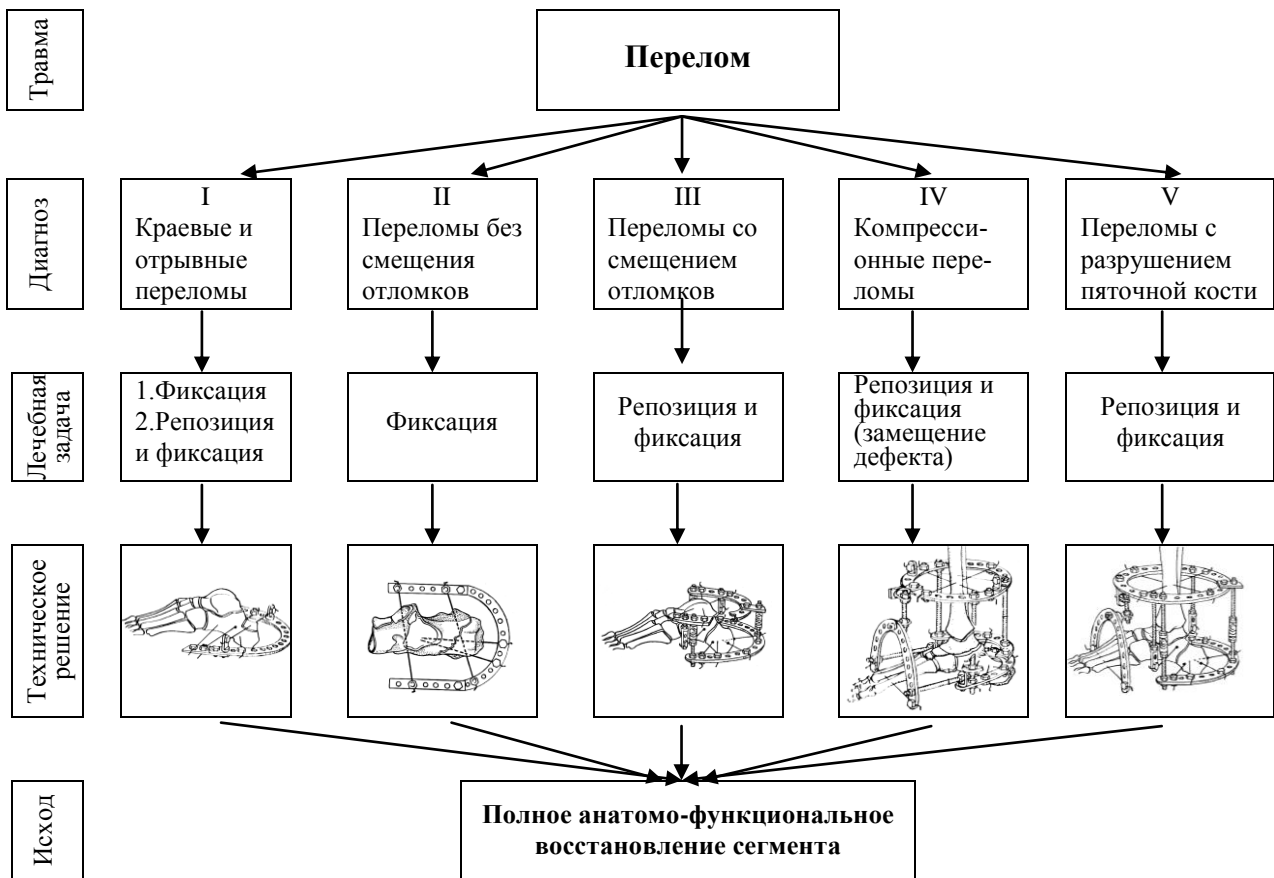 Травма
Перелом
Диагноз
I
Краевые и
отрывные
переломы
II
Переломы без
смещения
отломков
III
Переломы со
смещением
отломков
IV
Компресси-
онные пере-
ломы
V
Переломы с
разрушением
пяточной кости
Лечебная
задача
1.Фиксация
2.Репозиция
и фиксация
Фиксация
Репозиция и
фиксация
Репозиция и
фиксация
(замещение
дефекта)
Репозиция и
фиксация
Техническое
решение
Исход
Полное анатомо-функциональное
восстановление сегмента